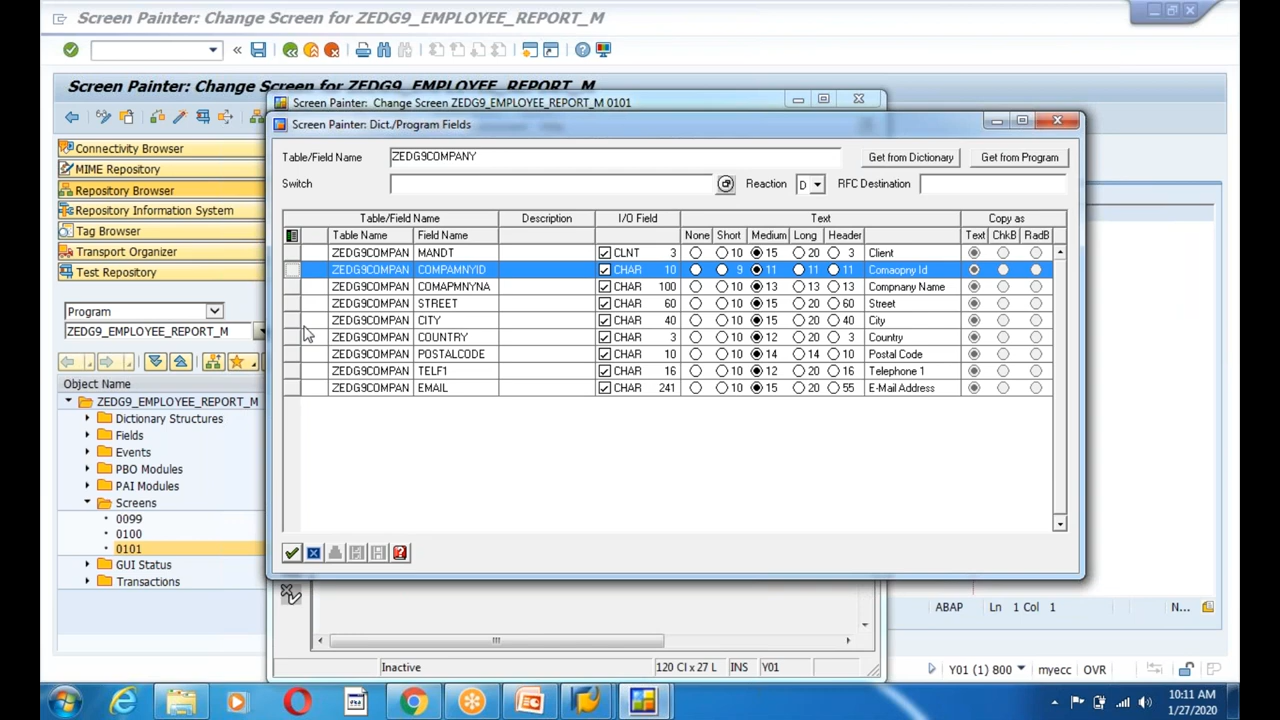 Screen Painter: Change Screen for ZEDG9_EMPLOYEE_REPORT_M
Screen Painter: Change Screen for ZEDG9_EMPLOYEE_REPORT_M
Screen Painter: Change Screen ZEDG9_EMPLOYEE_REPORT_M 0101
Screen Painter: Dict./Program Fields
Table/Field Name ZEDG9COMPANY Get from Dictionary Get from Program
Switch Reaction D RFC Destination
Table/Field Name Description I/O Field Text Copy as
Table Name Field Name None Short Medium Long Header Text ChkB RadB
ZEDG9COMPAN MANDT CLNT 3 10 15 20 3 Client
ZEDG9COMPAN COMPAMNYID CHAR 10 9 11 11 11 Comaopny Id
ZEDG9COMPAN COMAPMNYNA CHAR 100 10 13 13 13 Compnany Name
ZEDG9COMPAN STREET CHAR 60 10 15 20 60 Street
ZEDG9COMPAN CITY CHAR 40 10 15 20 40 City
ZEDG9COMPAN COUNTRY CHAR 3 10 12 20 3 Country
ZEDG9COMPAN POSTALCODE CHAR 10 10 14 14 10 Postal Code
ZEDG9COMPAN TELF1 CHAR 16 10 12 20 16 Telephone 1
ZEDG9COMPAN EMAIL CHAR 241 10 15 20 55 E-Mail Address
Connectivity Browser
MIME Repository
Repository Browser
Repository Information System
Tag Browser
Transport Organizer
Test Repository
Program
ZEDG9_EMPLOYEE_REPORT_M
Object Name
ZEDG9_EMPLOYEE_REPORT_M
Dictionary Structures
Fields
Events
PBO Modules
PAI Modules
Screens
0099
0100
0101
GUI Status
Transactions
ABAP Ln 1 Col 1 N...
Inactive 120 Cl x 27 L INS Y01
Y01 (1) 800 myecc OVR
10:11 AM
1/27/2020